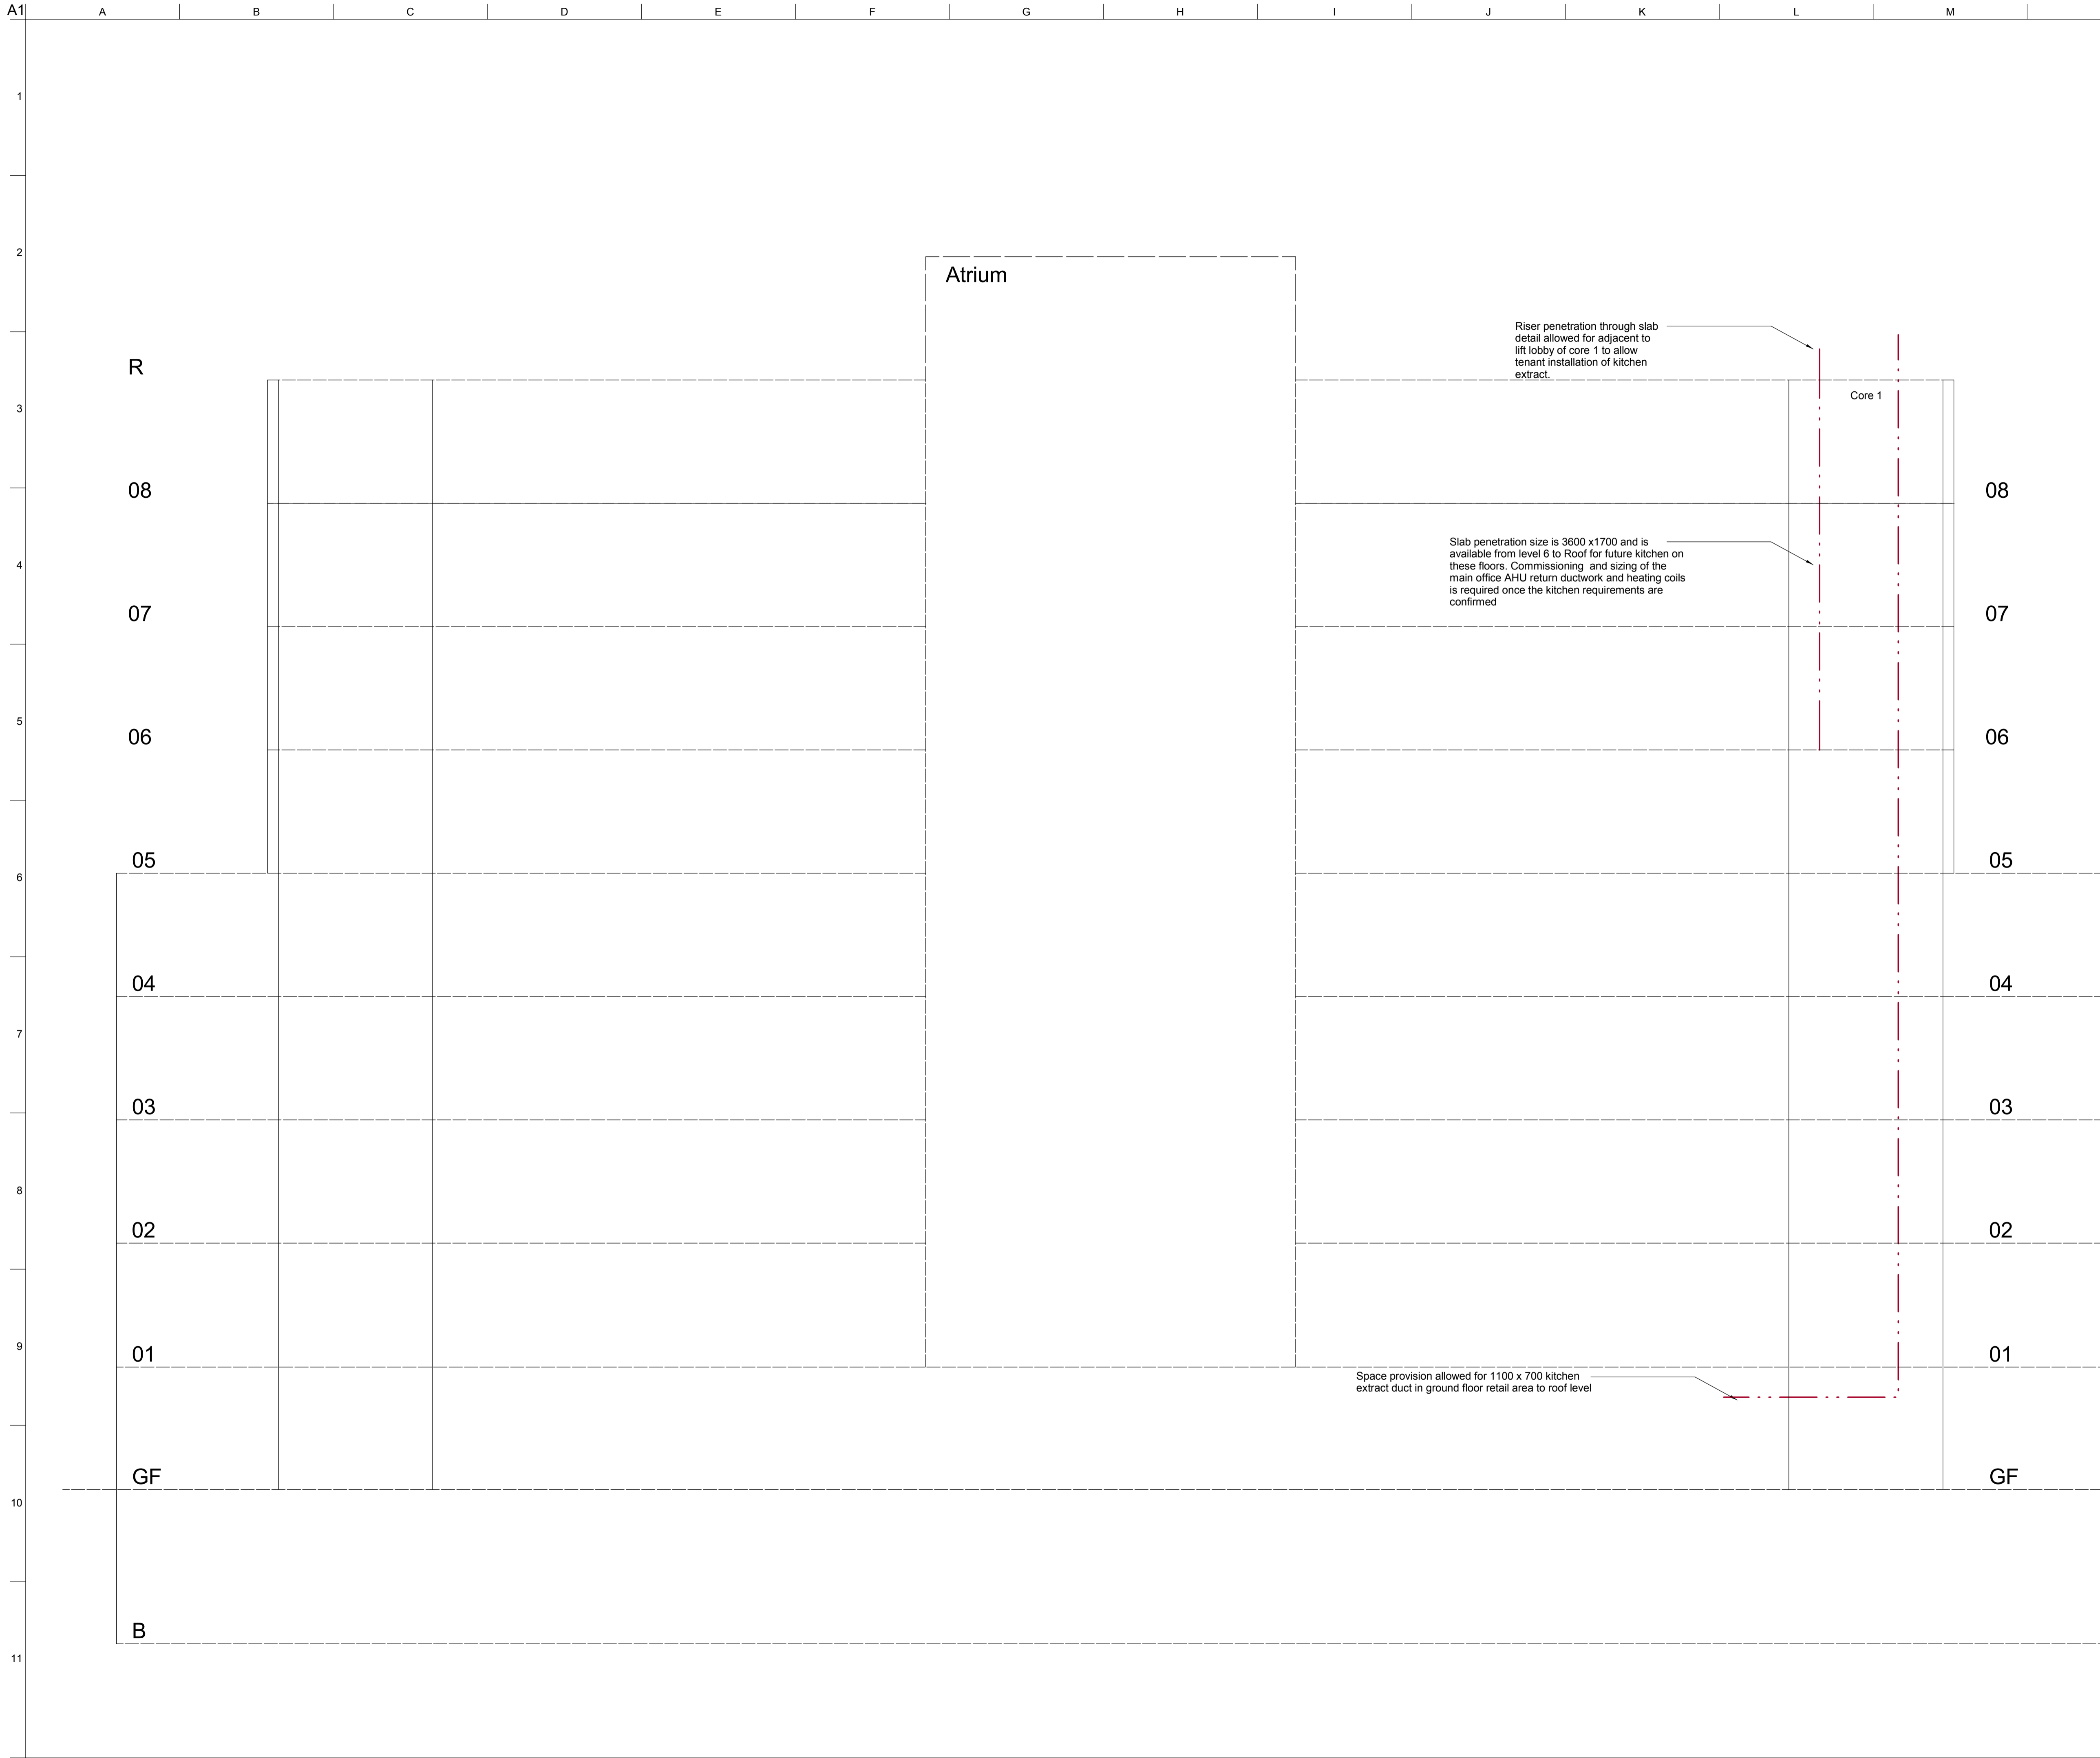 A1 A B C D E F G H I J K L M
1
2
Atrium
Riser penetration through slab
detail allowed for adjacent to
lift lobby of core 1 to allow
tenant installation of kitchen
extract.
R
Core 1
3
08 08
Slab penetration size is 3600 x1700 and is
available from level 6 to Roof for future kitchen on
these floors. Commissioning and sizing of the
main office AHU return ductwork and heating coils
is required once the kitchen requirements are
confirmed
4
07 07
5
06 06
05 05
6
04 04
7
03 03
8
02 02
9
01 01
Space provision allowed for 1100 x 700 kitchen
extract duct in ground floor retail area to roof level
GF GF
10
B
11